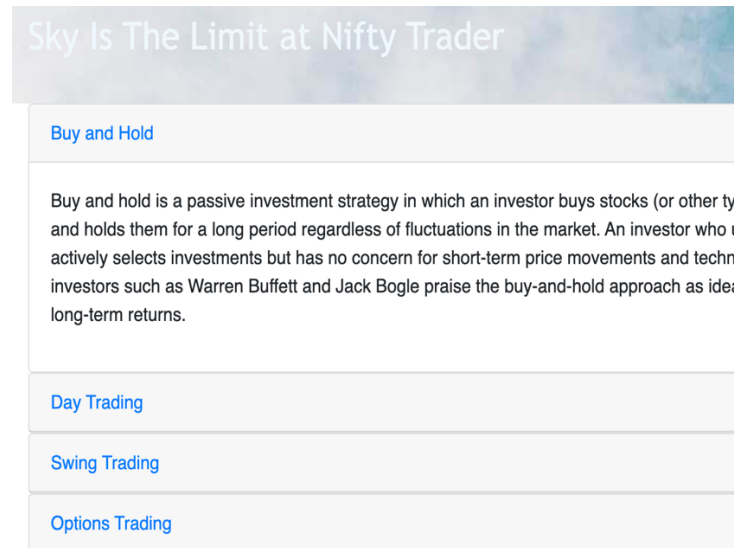 Sky Is The Limit at Nifty Trader
Buy and Hold
Buy and hold is a passive investment strategy in which an investor buys stocks (or other
and holds them for a long period regardless of fluctuations in the market. An investor who
actively selects investments but has no concern for short-term price movements and
investors such as Warren Buffett and Jack Bogle praise the buy-and-hold approach as
long-term returns.
Day Trading
Swing Trading
Options Trading